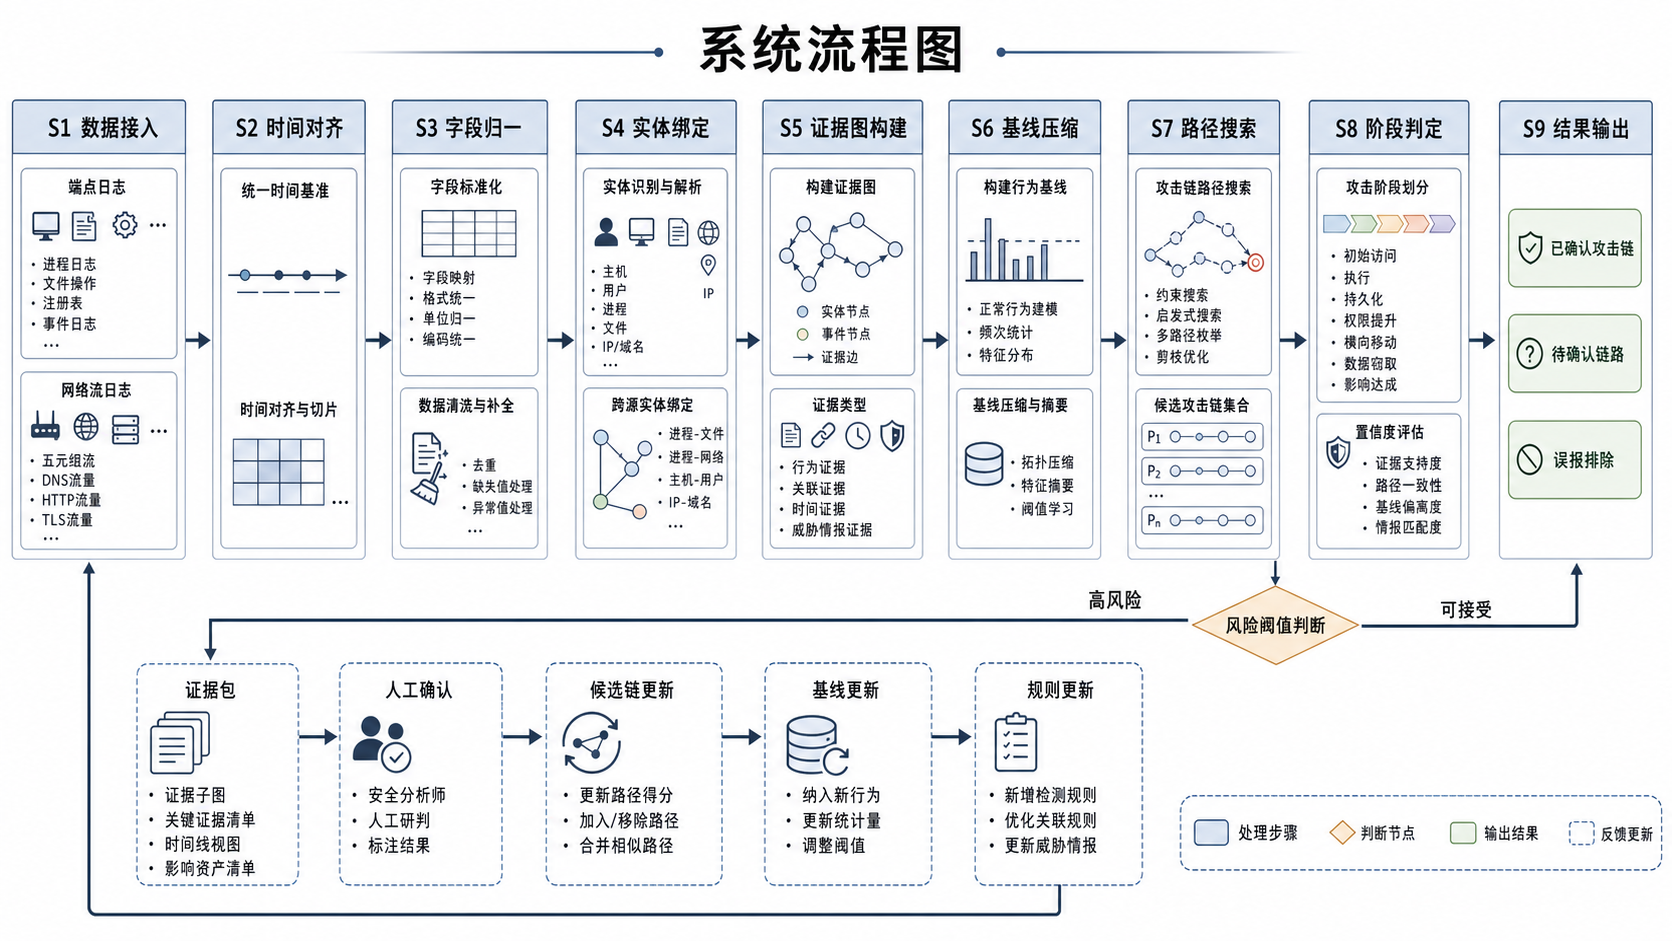 系统流程图
S1 数据接入
端点日志
...
• 进程日志
• 文件操作
• 注册表
• 事件日志
...
网络流日志
...
• 五元组流
• DNS流量
• HTTP流量
• TLS流量
...
S2 时间对齐
统一时间基准
时间对齐与切片
...
S3 字段归一
字段标准化
• 字段映射
• 格式统一
• 单位归一
• 编码统一
数据清洗与补全
• 去重
• 缺失值处理
• 异常值处理
...
S4 实体绑定
实体识别与解析
IP
• 主机
• 用户
• 进程
• 文件
• IP/域名
...
跨源实体绑定
• 进程-文件
• 进程-网络
• 主机-用户
• IP-域名
...
S5 证据图构建
构建证据图
实体节点
事件节点
证据边
证据类型
• 行为证据
• 关联证据
• 时间证据
• 威胁情报证据
S6 基线压缩
构建行为基线
• 正常行为建模
• 频次统计
• 特征分布
基线压缩与摘要
• 拓扑压缩
• 特征摘要
• 阈值学习
S7 路径搜索
攻击链路径搜索
• 约束搜索
• 启发式搜索
• 多路径枚举
• 剪枝优化
候选攻击链集合
P1
P2
...
Pn
S8 阶段判定
攻击阶段划分
• 初始访问
• 执行
• 持久化
• 权限提升
• 横向移动
• 数据窃取
• 影响达成
置信度评估
• 证据支持度
• 路径一致性
• 基线偏离度
• 情报匹配度
S9 结果输出
已确认攻击链
待确认链路
误报排除
高风险
风险阈值判断
可接受
证据包
• 证据子图
• 关键证据清单
• 时间线视图
• 影响资产清单
人工确认
• 安全分析师
• 人工研判
• 标注结果
候选链更新
• 更新路径得分
• 加入/移除路径
• 合并相似路径
基线更新
• 纳入新行为
• 更新统计量
• 调整阈值
规则更新
• 新增检测规则
• 优化关联规则
• 更新威胁情报
处理步骤
判断节点
输出结果
反馈更新